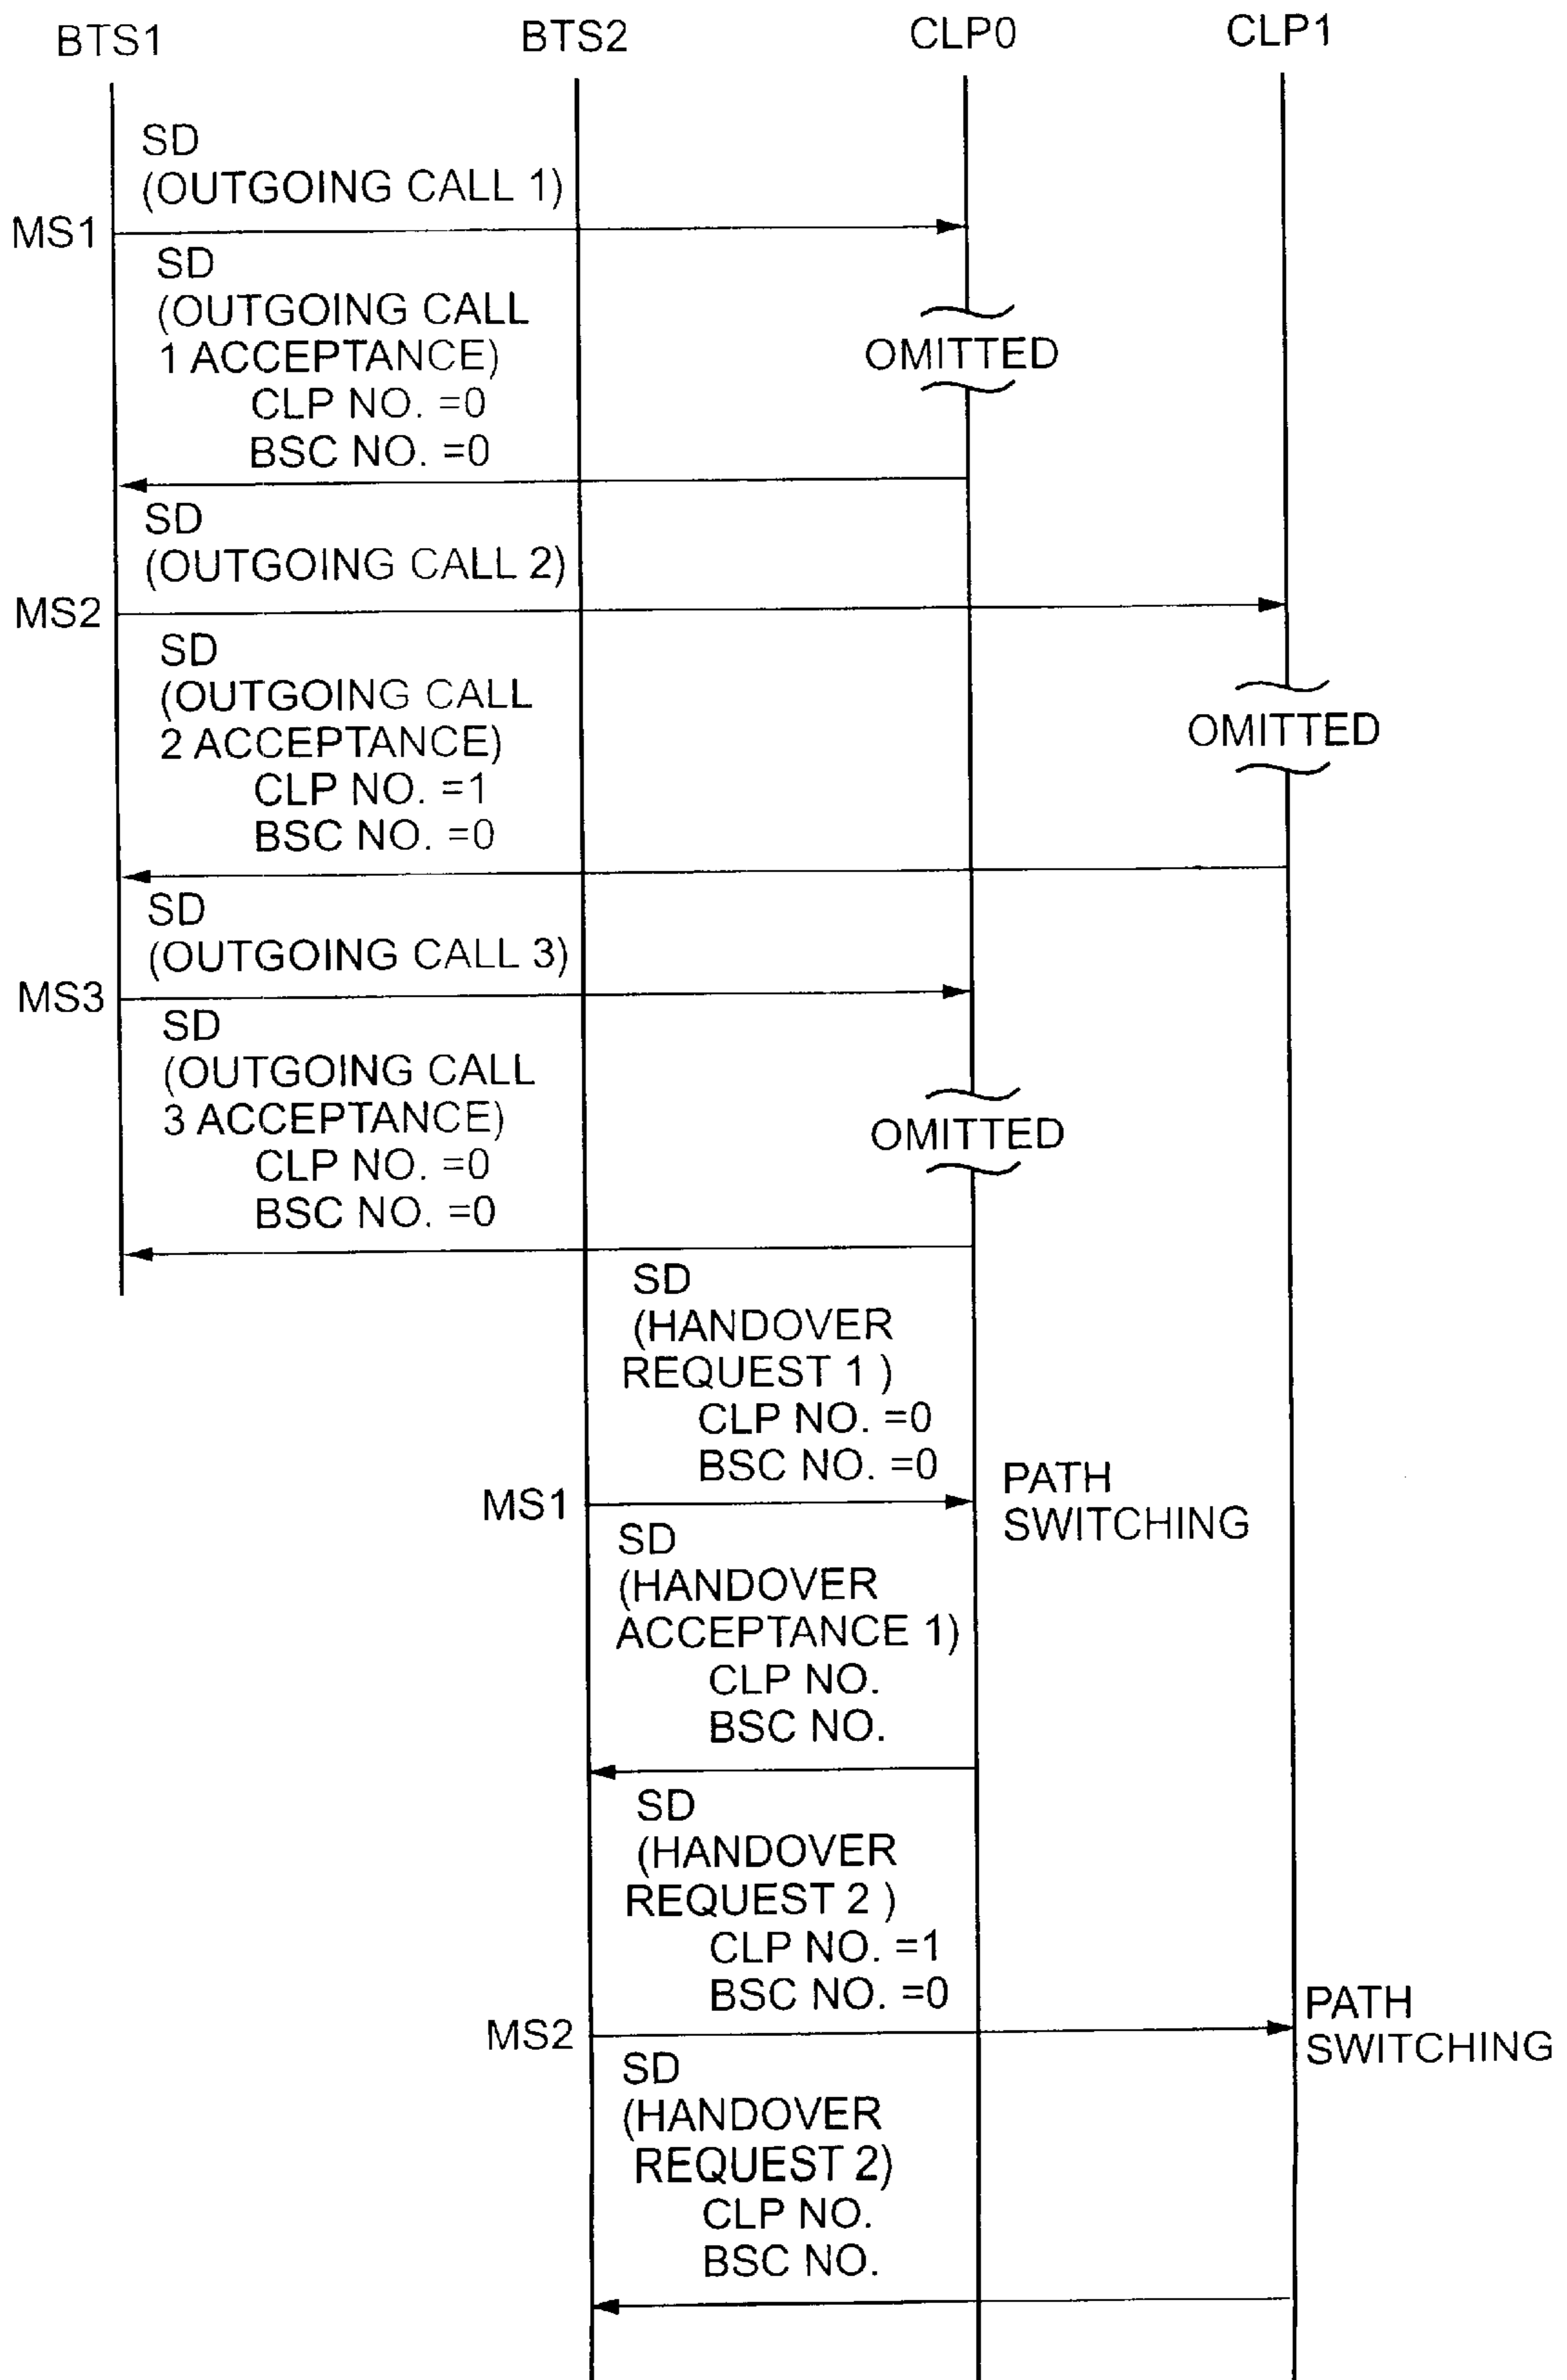 BTS1 BTS2 CLP0 CLP1
SD
(OUTGOING CALL 1)
MS1
SD
(OUTGOING CALL
1 ACCEPTANCE)
CLP NO. =0
BSC NO. =0
OMITTED
SD
(OUTGOING CALL 2)
MS2
SD
(OUTGOING CALL
2 ACCEPTANCE)
CLP NO. =1
BSC NO. =0
OMITTED
SD
(OUTGOING CALL 3)
MS3
SD
(OUTGOING CALL
3 ACCEPTANCE)
CLP NO. =0
BSC NO. =0
OMITTED
SD
(HANDOVER
REQUEST 1 )
CLP NO. =0
BSC NO. =0
MS1
PATH
SWITCHING
SD
(HANDOVER
ACCEPTANCE 1)
CLP NO.
BSC NO.
SD
(HANDOVER
REQUEST 2 )
CLP NO. =1
BSC NO. =0
MS2
PATH
SWITCHING
SD
(HANDOVER
REQUEST 2)
CLP NO.
BSC NO.